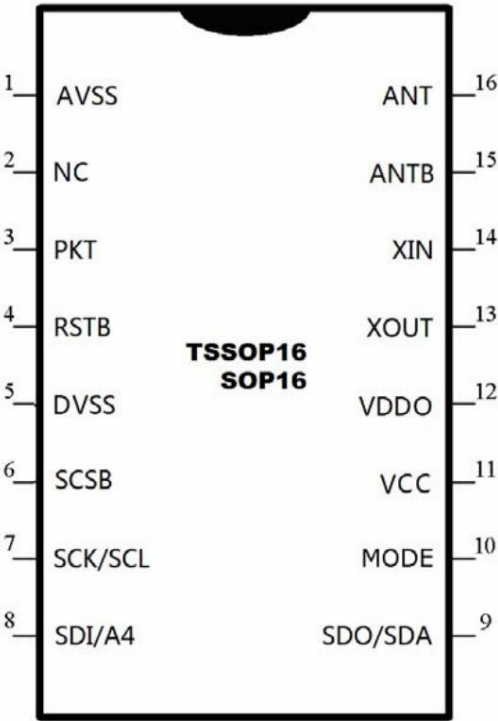 1 AVSS ANT 16
2 NC ANTB 15
3 PKT XIN 14
4 RSTB XOUT 13
TSSOP16
SOP16
5 DVSS VDDO 12
6 SCSB VCC 11
7 SCK/SCL MODE 10
8 SDI/A4 SDO/SDA 9